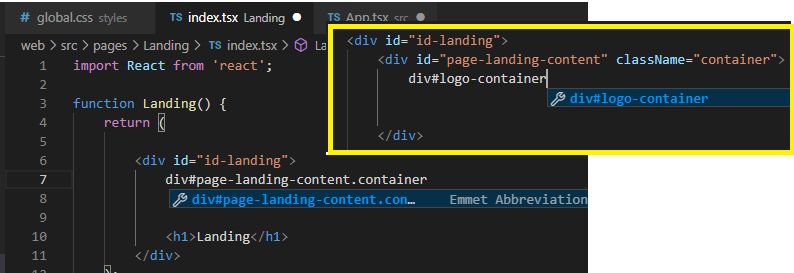 # global.css styles
TS index.tsx Landing ●
TS App.tsx src ●
web > src > pages > Landing > TS index.tsx > Landing
1 import React from 'react';
2
3 function Landing() {
4 return (
5
6 <div id="id-landing">
7 div#page-landing-content.container
8 div#page-landing-content.con… Emmet Abbreviation
9
10 <h1>Landing</h1>
11 </div>
<div id="id-landing">
<div id="page-landing-content" className="container">
div#logo-container
div#logo-container
</div>